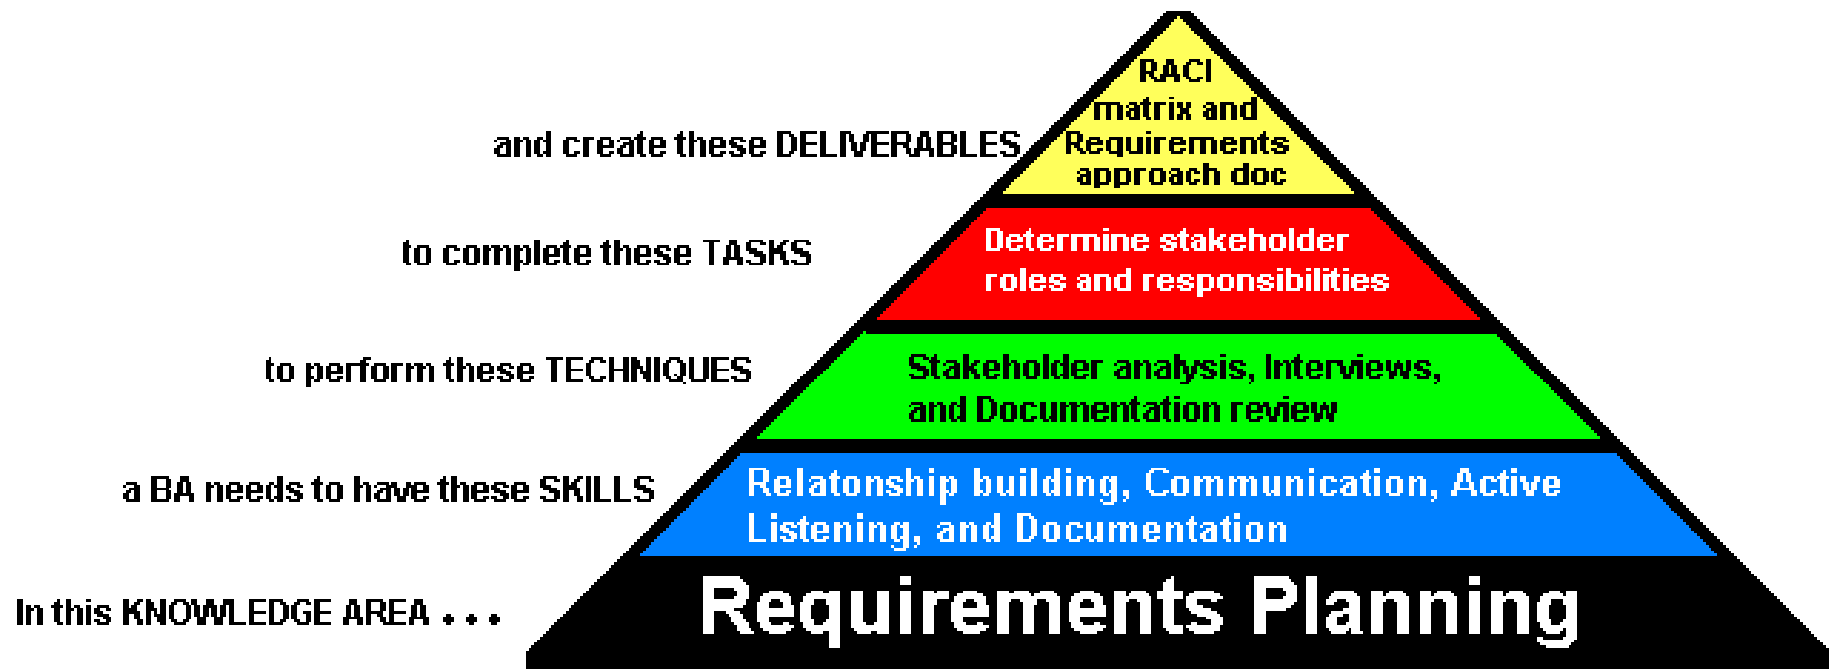 RACI
matrix and
and create these DELIVERABLES
Requirements
approach doc
to complete these TASKS
Determine stakeholder
roles and responsibilities
to perform these TECHNIQUES
Stakeholder analysis, Interviews,
and Documentation review
a BA needs to have these SKILLS
Relatonship building, Communication, Active
Listening, and Documentation
In this KNOWLEDGE AREA . . .
Requirements Planning